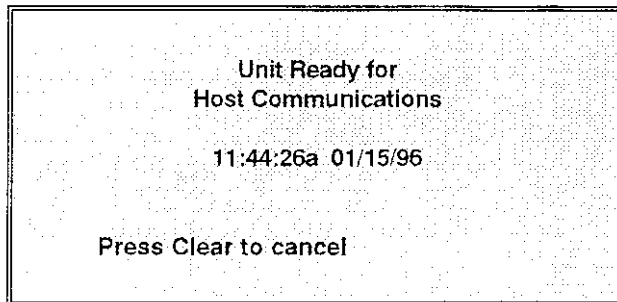 Unit Ready for
Host Communications
11:44:26a 01/15/96
Press Clear to cancel